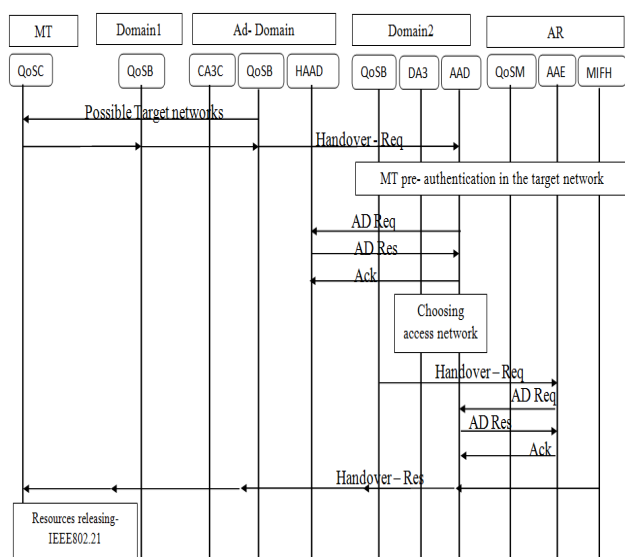 MT Domain1 Ad- Domain Domain2 AR
QoSC QoSB CA3C QoSB HAAD QoSB DA3 AAD QoSM AAE MIFH
Possible Target networks
Handover - Req
MT pre- authentication in the target network
AD Req
AD Res
Ack
Choosing
access network
Handover – Req
AD Req
AD Res
Ack
Handover – Res
Resources releasing-
IEEE802.21